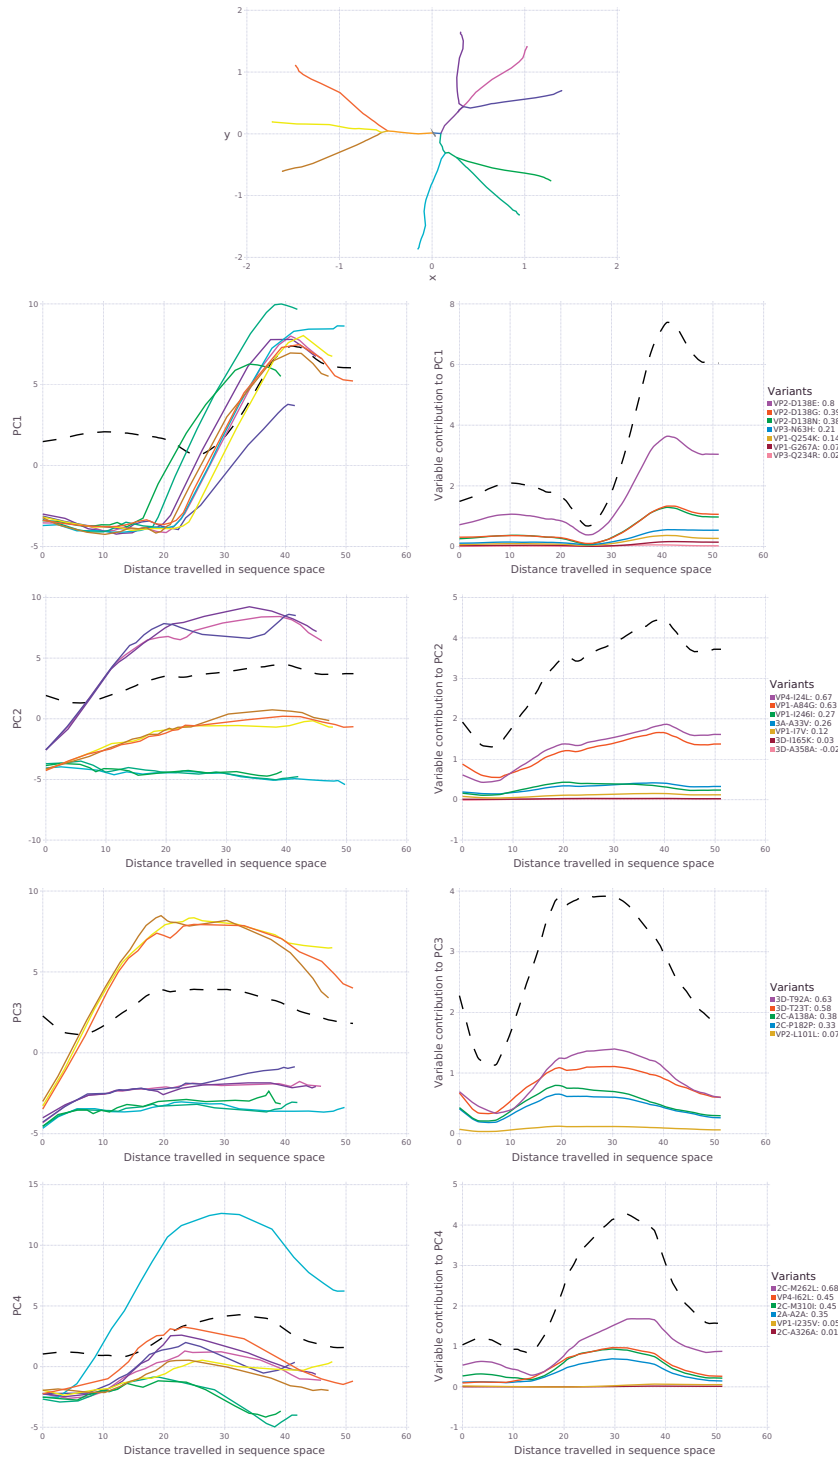 2
1
y
0
-1
-2
-2
-1
0
1
2
x
10
5
PC1
0
-5
0
10
20
30
40
50
60
Distance travelled in sequence space
8
6
Variable contribution to PC1
4
2
0
0
10
20
30
40
50
60
Distance travelled in sequence space
Variants
VP2-D138E: 0.8
VP2-D138G: 0.39
VP2-D138N: 0.38
VP3-N63H: 0.21
VP1-Q254K: 0.14
VP1-G267A: 0.07
VP3-Q234R: 0.02
10
5
PC2
0
-5
-10
0
10
20
30
40
50
60
Distance travelled in sequence space
5
4
Variable contribution to PC2
3
2
1
0
-1
0
10
20
30
40
50
60
Distance travelled in sequence space
Variants
VP4-I24L: 0.67
VP1-A84G: 0.63
VP1-I246I: 0.27
3A-A33V: 0.26
VP1-I7V: 0.12
3D-I165K: 0.03
3D-A358A: -0.02
10
5
PC3
0
-5
0
10
20
30
40
50
60
Distance travelled in sequence space
5
4
Variable contribution to PC3
3
2
1
0
0
10
20
30
40
50
60
Distance travelled in sequence space
Variants
3D-T92A: 0.63
3D-T23T: 0.58
2C-A138A: 0.38
2C-P182P: 0.33
VP2-L101L: 0.07
15
10
PC4
5
0
-5
0
10
20
30
40
50
60
Distance travelled in sequence space
5
4
Variable contribution to PC4
3
2
1
0
-1
0
10
20
30
40
50
60
Distance travelled in sequence space
Variants
2C-M262L: 0.68
VP4-I62L: 0.45
2C-M310I: 0.45
2A-A2A: 0.35
VP1-I235V: 0.05
2C-A326A: 0.01